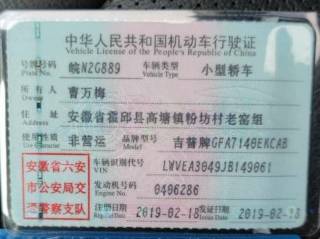 中华人民共和国机动车行驶证
Vehicle License of the People's Republic of China
号牌号码 皖NZG889 车辆类型 小型轿车
Plate No. Vehicle Type
所有人 曹万梅
Owner
住址 安徽省霍邱县高塘镇粉坊村老窑组
Address
使用性质 非营运 品牌型号 吉普牌GFA7140EKCAB
Use Character
安徽省六安 车辆识别代号 LWVEA3049JB149061
VIN
市公安局交 发动机号码 0406286
Engine No.
警察支队 注册日期 2019-02-18 发证日期 2019-02-18
Register Date Issue Date